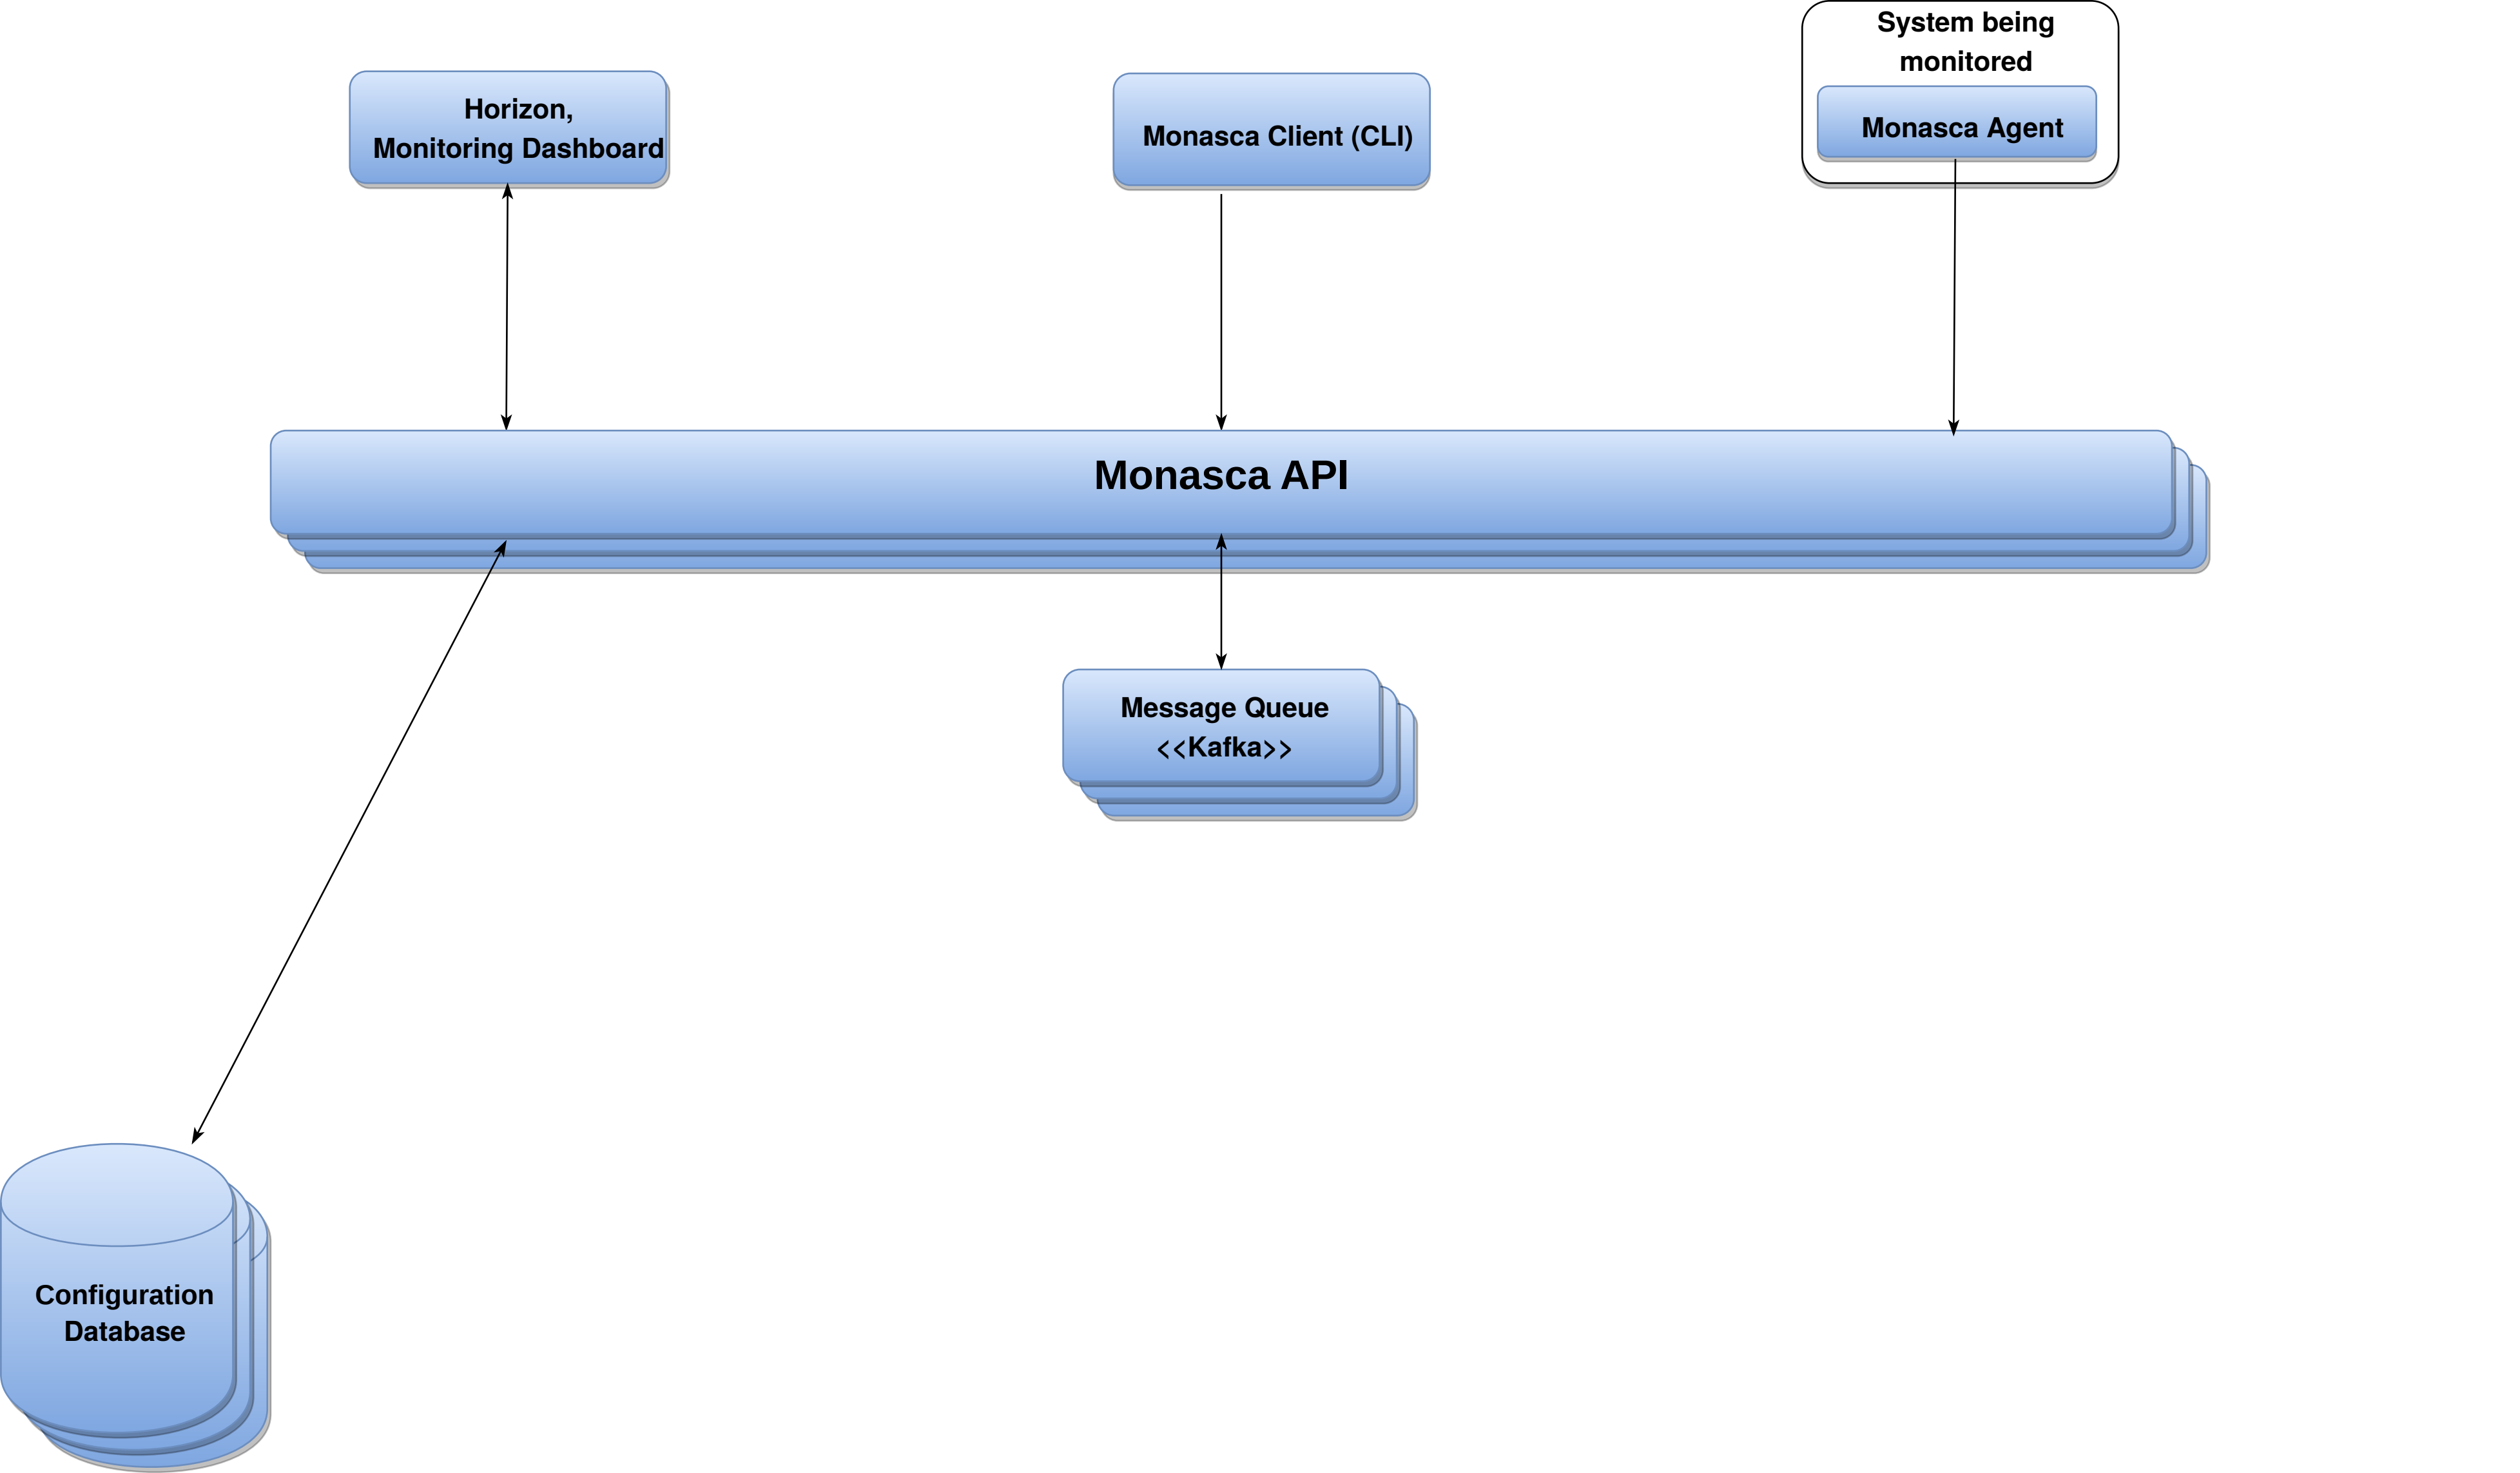 System being
monitored
Horizon,
Monitoring Dashboard
Monasca Client (CLI)
Monasca Agent
Monasca API
Message Queue
<<Kafka>>
Configuration
Database